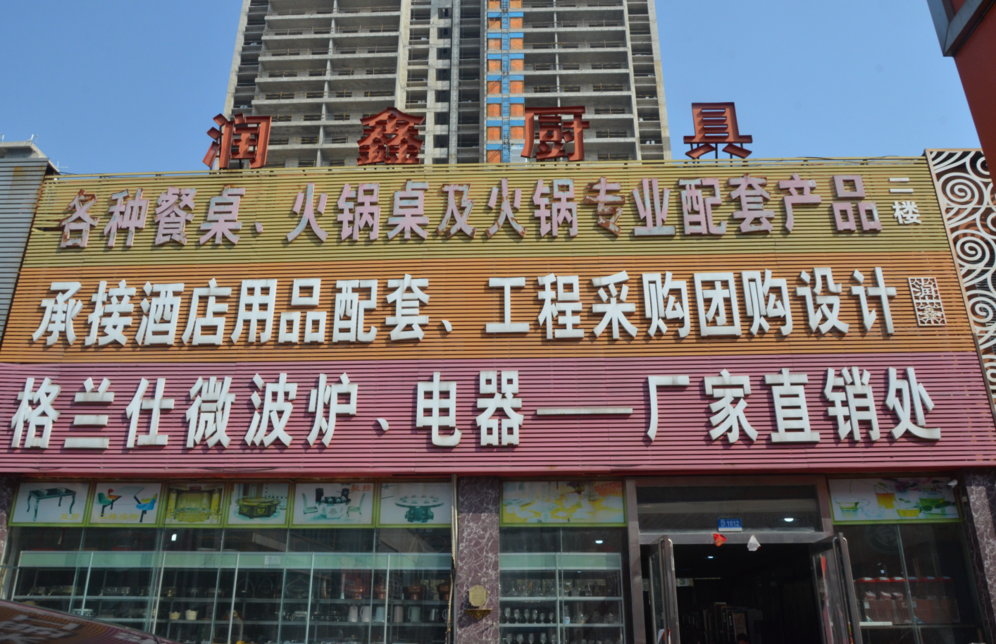 润鑫厨具
各种餐桌、火锅桌及火锅专业配套产品二楼
承接酒店用品配套、工程采购团购设计方案
格兰仕微波炉、电器——厂家直销处